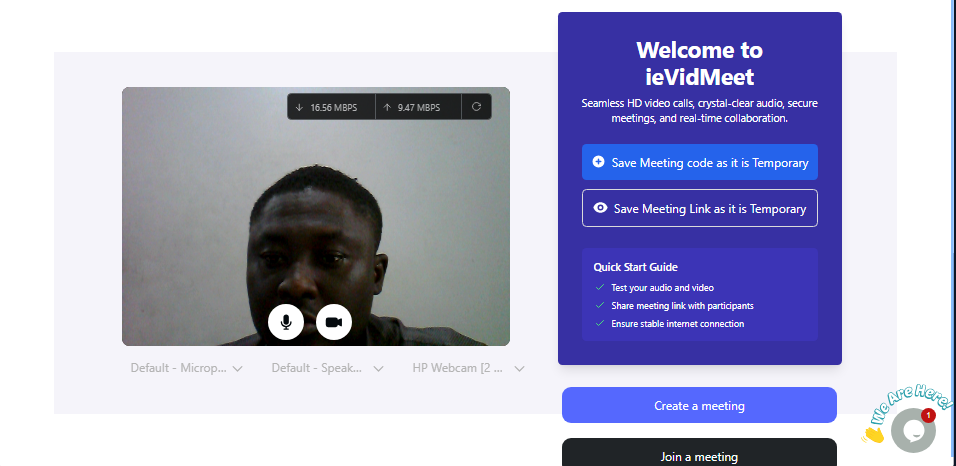 16.56 MBPS
9.47 MBPS
Default - Microp...
Default - Speak...
HP Webcam [2 ...
Welcome to
ieVidMeet
Seamless HD video calls, crystal-clear audio, secure
meetings, and real-time collaboration.
Save Meeting code as it is Temporary
Save Meeting Link as it is Temporary
Quick Start Guide
Test your audio and video
Share meeting link with participants
Ensure stable internet connection
Create a meeting
Join a meeting
We Are Here!
1